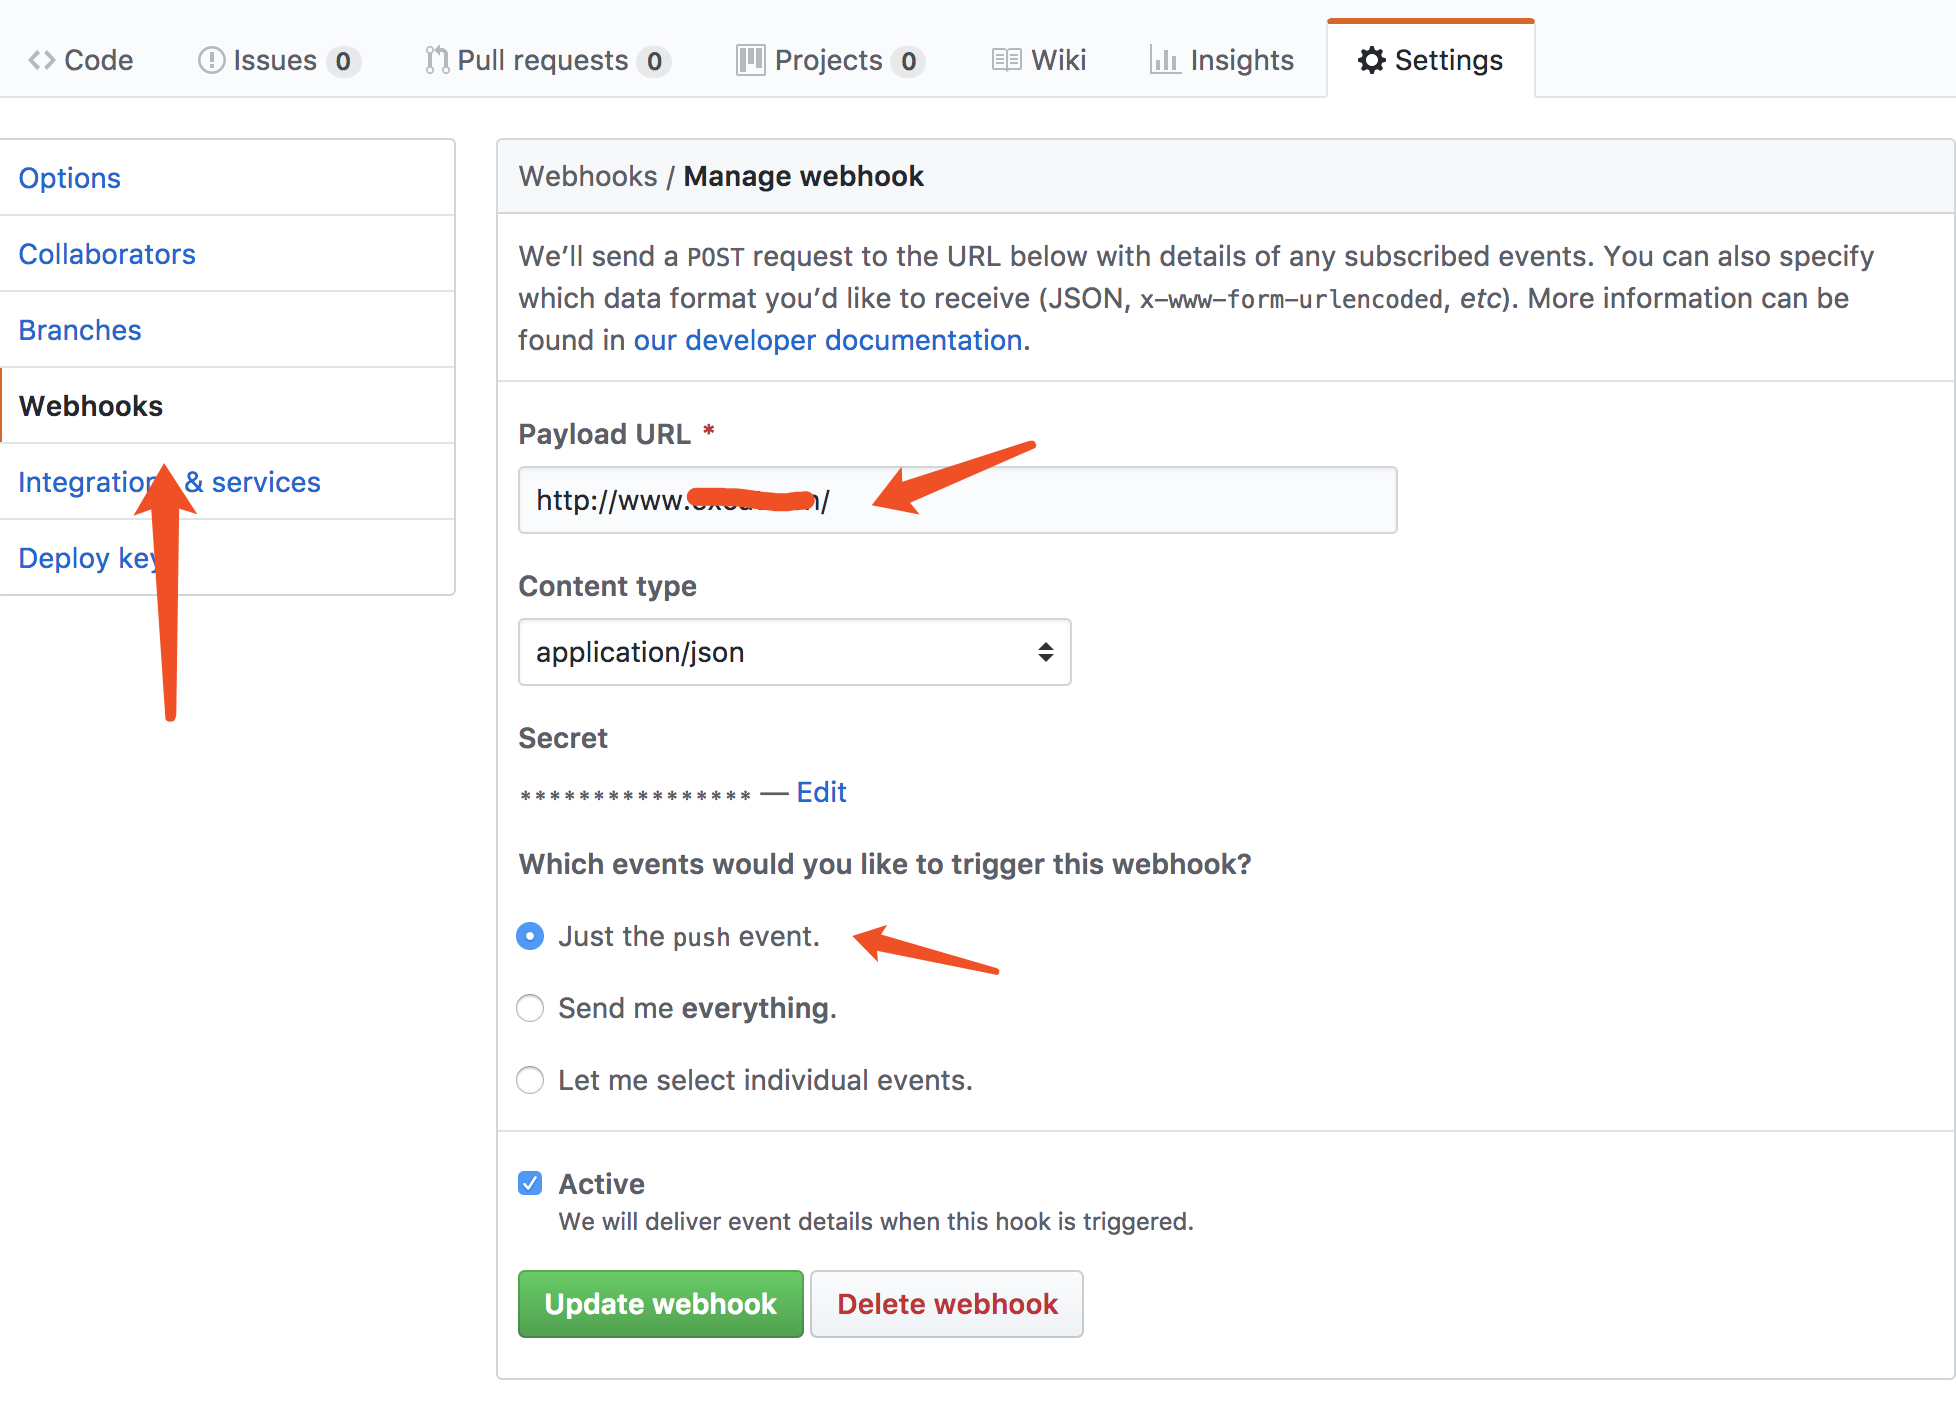 Code Issues 0 Pull requests 0 Projects 0 Wiki Insights Settings
Options
Collaborators
Branches
Webhooks
Integration & services
Deploy key
Webhooks / Manage webhook
We’ll send a POST request to the URL below with details of any subscribed events. You can also specify
which data format you’d like to receive (JSON, x-www-form-urlencoded, etc). More information can be
found in our developer documentation.
Payload URL *
http://www.
Content type
application/json
Secret
**************** — Edit
Which events would you like to trigger this webhook?
Just the push event.
Send me everything.
Let me select individual events.
Active
We will deliver event details when this hook is triggered.
Update webhook Delete webhook